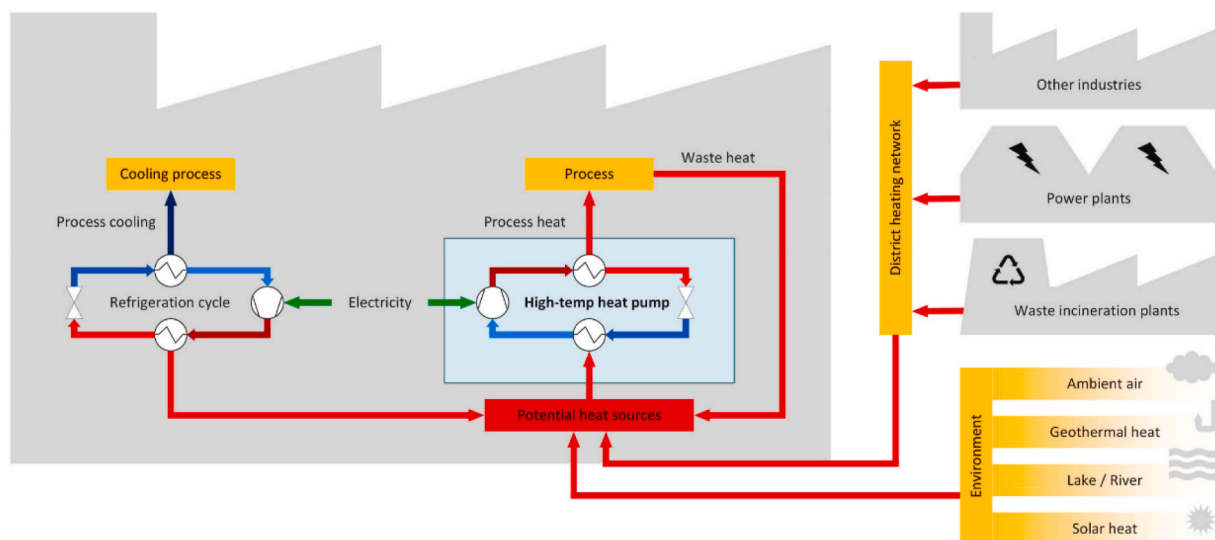 Cooling process
Process cooling
Refrigeration cycle
Electricity
Process
Waste heat
Process heat
High-temp heat pump
Potential heat sources
District heating network
Other industries
Power plants
Waste incineration plants
Environment
Ambient air
Geothermal heat
Lake / River
Solar heat